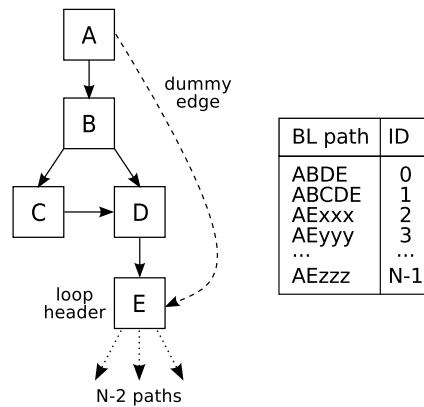 A
dummy
edge
B
C
D
E
loop
header
N-2 paths
BL path ID
ABDE 0
ABCDE 1
AExxx 2
AEyyy 3
... ...
AEzzz N-1